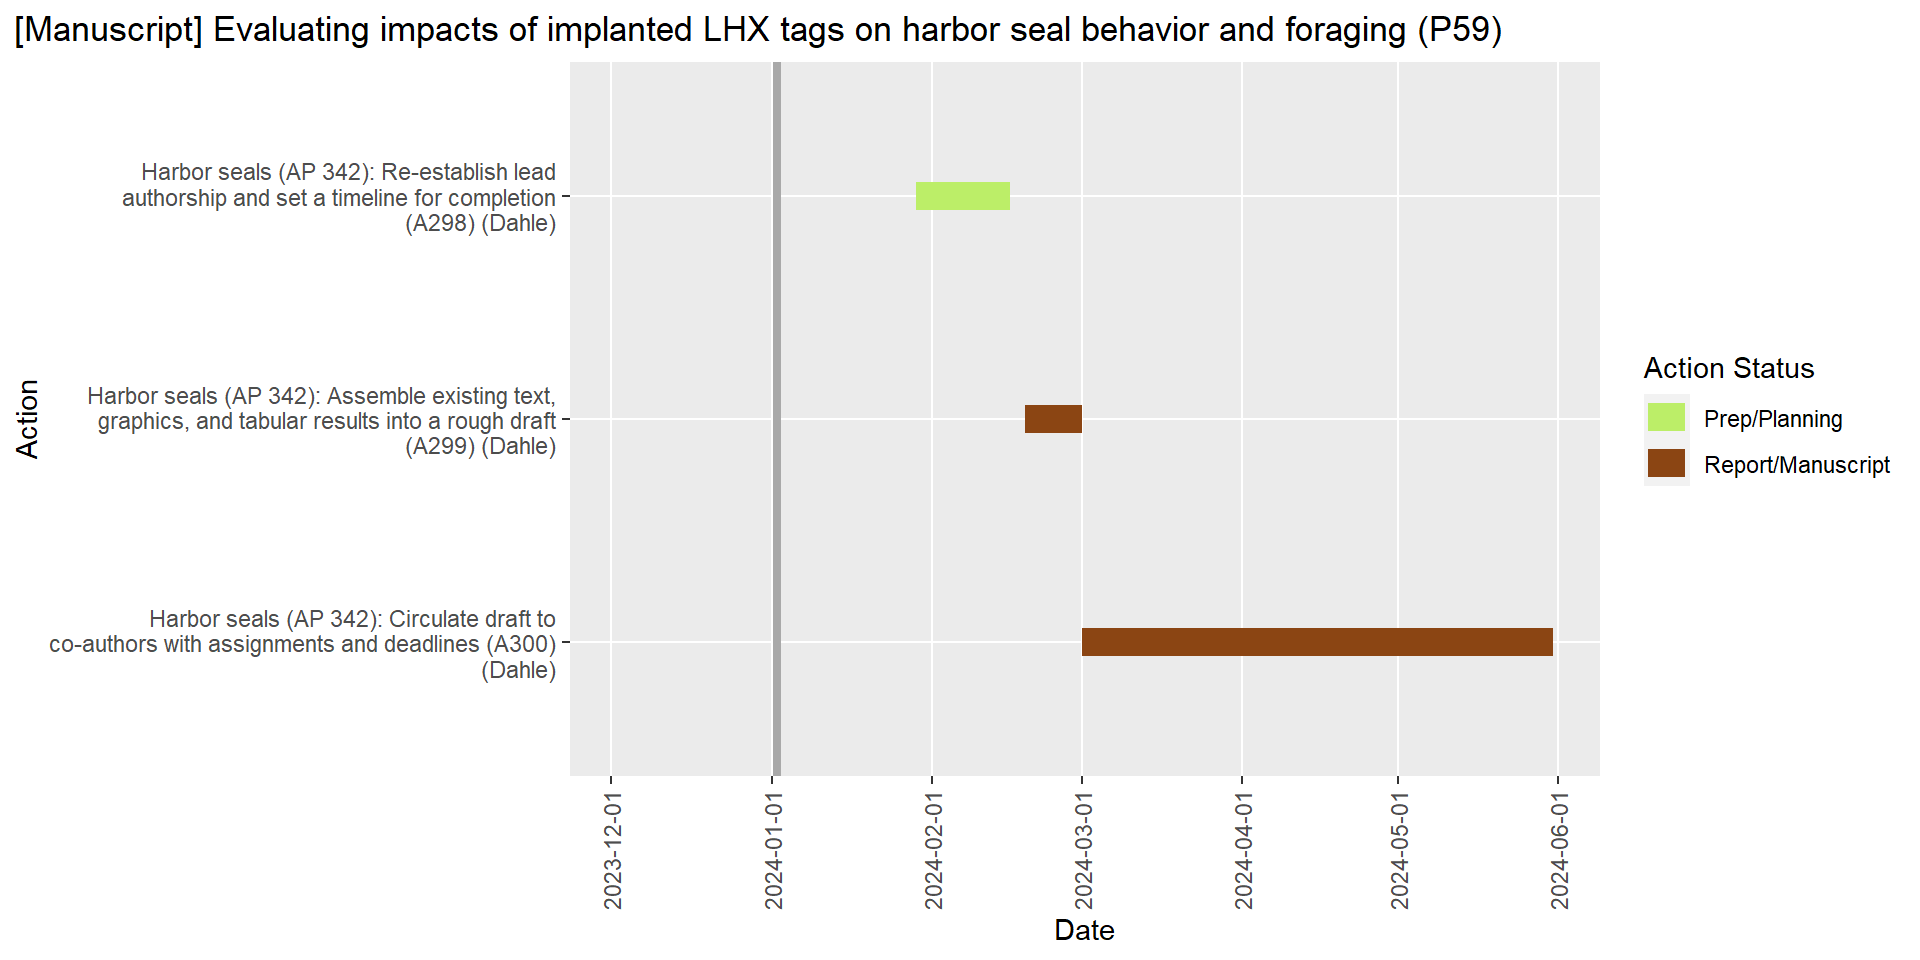 [Manuscript] Evaluating impacts of implanted LHX tags on harbor seal behavior and foraging (P59)
Action
Harbor seals (AP 342): Re-establish lead
authorship and set a timeline for completion
(A298) (Dahle)
Harbor seals (AP 342): Assemble existing text,
graphics, and tabular results into a rough draft
(A299) (Dahle)
Harbor seals (AP 342): Circulate draft to
co-authors with assignments and deadlines (A300)
(Dahle)
2023-12-01
2024-01-01
2024-02-01
2024-03-01
2024-04-01
2024-05-01
2024-06-01
Date
Action Status
Prep/Planning
Report/Manuscript